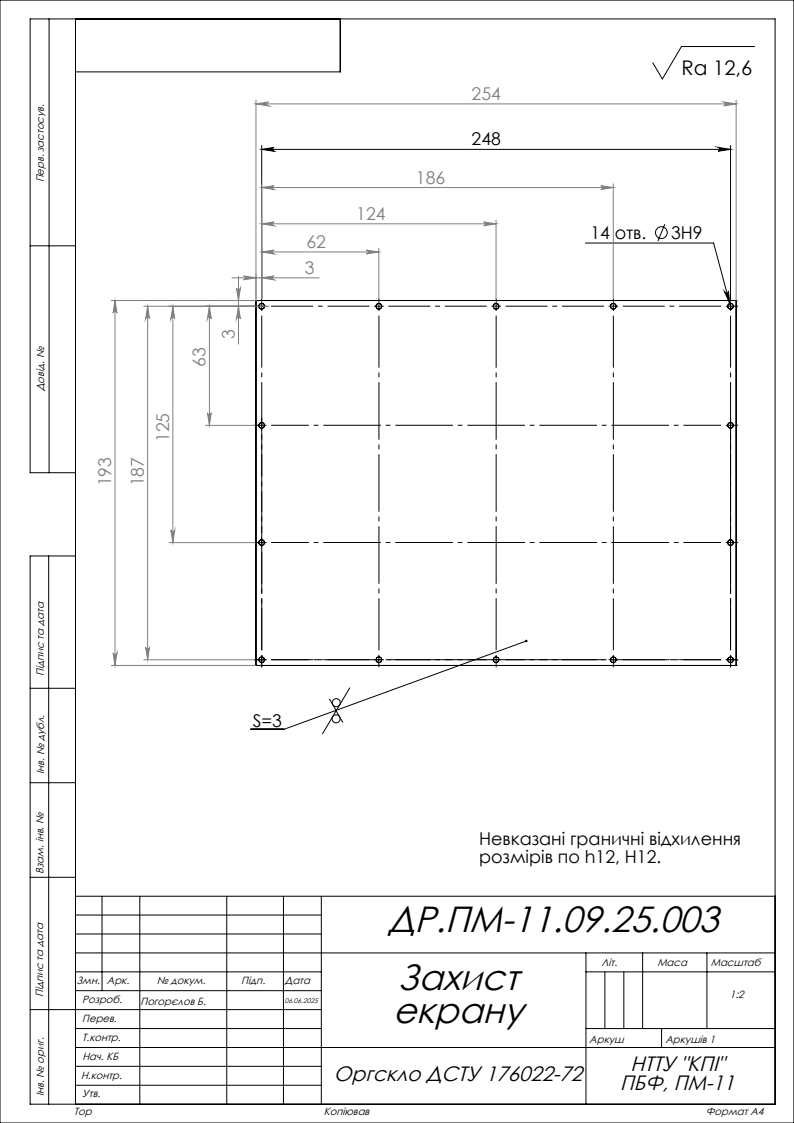 Перв. застосув.
Довід. №
Підпис та дата
Інв. № дубл.
Взам. інв. №
Підпис та дата
Інв. № ориг.
Ra 12,6
254
248
186
124
62
3
14 отв. ⌀3H9
3
63
125
187
193
S=3
Невказані граничні відхилення
розмірів по h12, H12.
ДР.ПМ-11.09.25.003
Захист
екрану
Літ. Маса Масштаб
1:2
Аркуш Аркушів 1
Змн. Арк. № докум. Підп. Дата
Розроб. Погорєлов Б. 06.06.2025
Перев.
Т.контр.
Нач. КБ
Н.контр.
Утв.
Оргскло ДСТУ 176022-72
НТТУ "КПІ"
ПБФ, ПМ-11
Top Копіював Формат А4